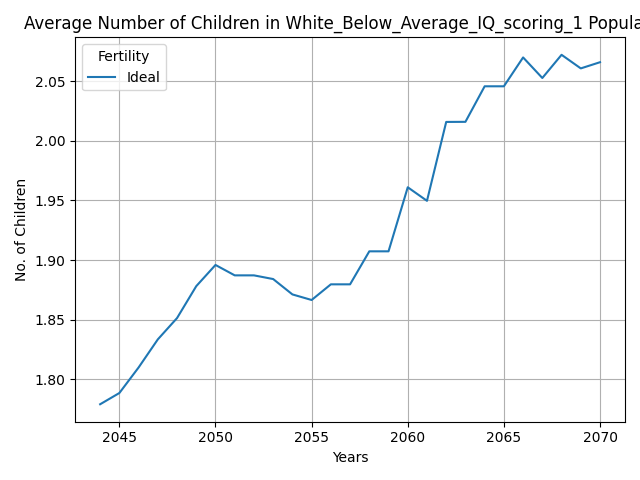 Average Number of Children in White_Below_Average_IQ_scoring_1 Popula
Fertility
Ideal
2.05
2.00
1.95
1.90
1.85
1.80
No. of Children
2045 2050 2055 2060 2065 2070
Years